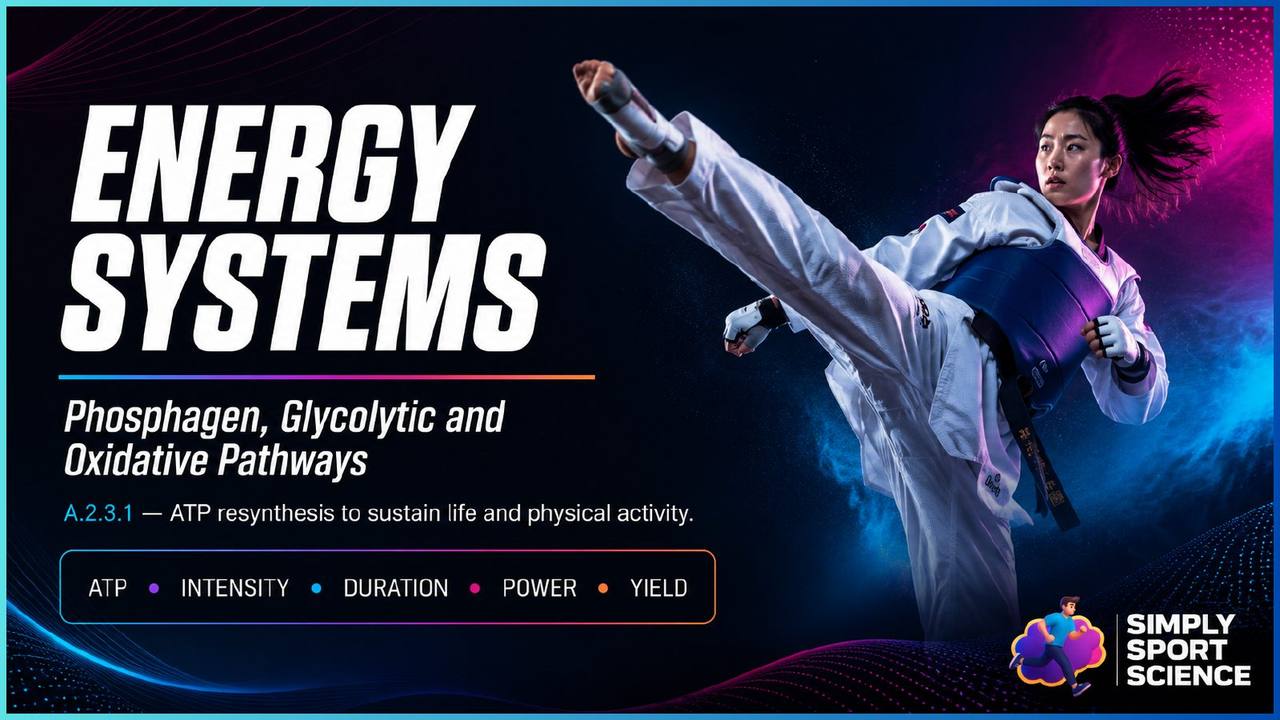 ENERGY
SYSTEMS
Phosphagen, Glycolytic and
Oxidative Pathways
A.2.3.1 — ATP resynthesis to sustain life and physical activity.
ATP • INTENSITY • DURATION • POWER • YIELD
SIMPLY
SPORT
SCIENCE